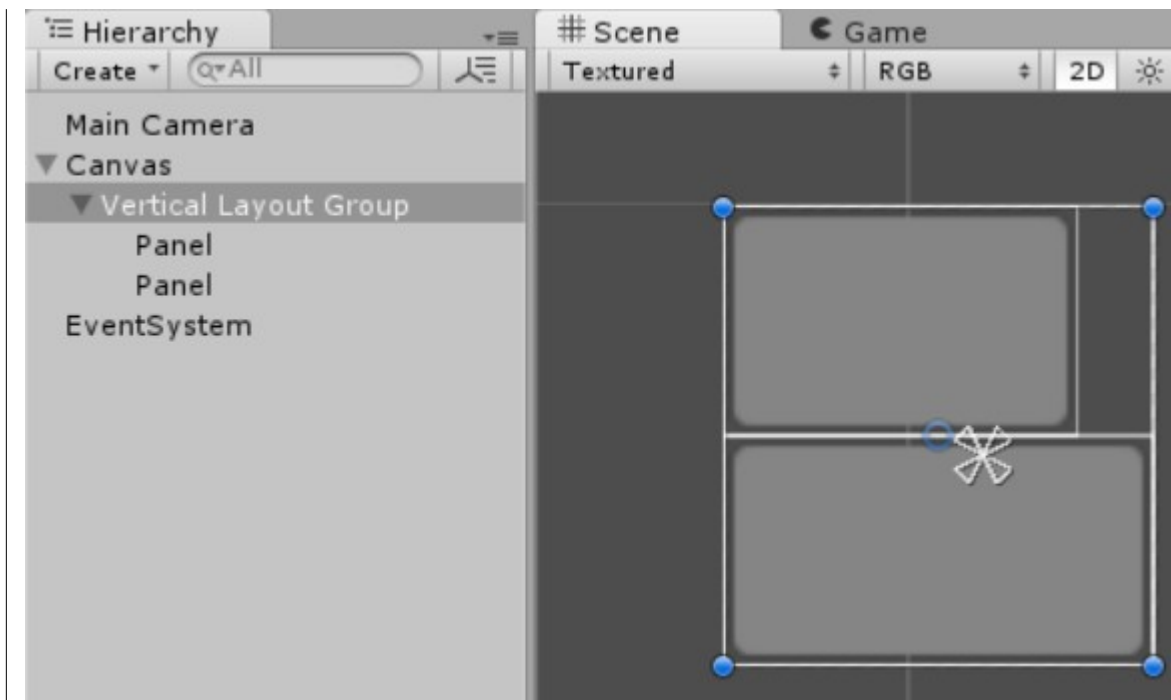 Hierarchy
Create All
Main Camera
Canvas
Vertical Layout Group
Panel
Panel
EventSystem
Scene Game
Textured RGB 2D